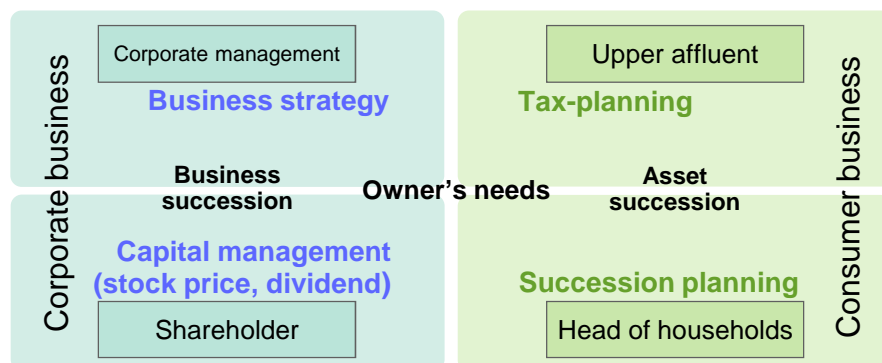 Corporate business
Corporate management
Business strategy
Business
succession
Capital management
(stock price, dividend)
Shareholder
Owner’s needs
Upper affluent
Tax-planning
Asset
succession
Succession planning
Head of households
Consumer business